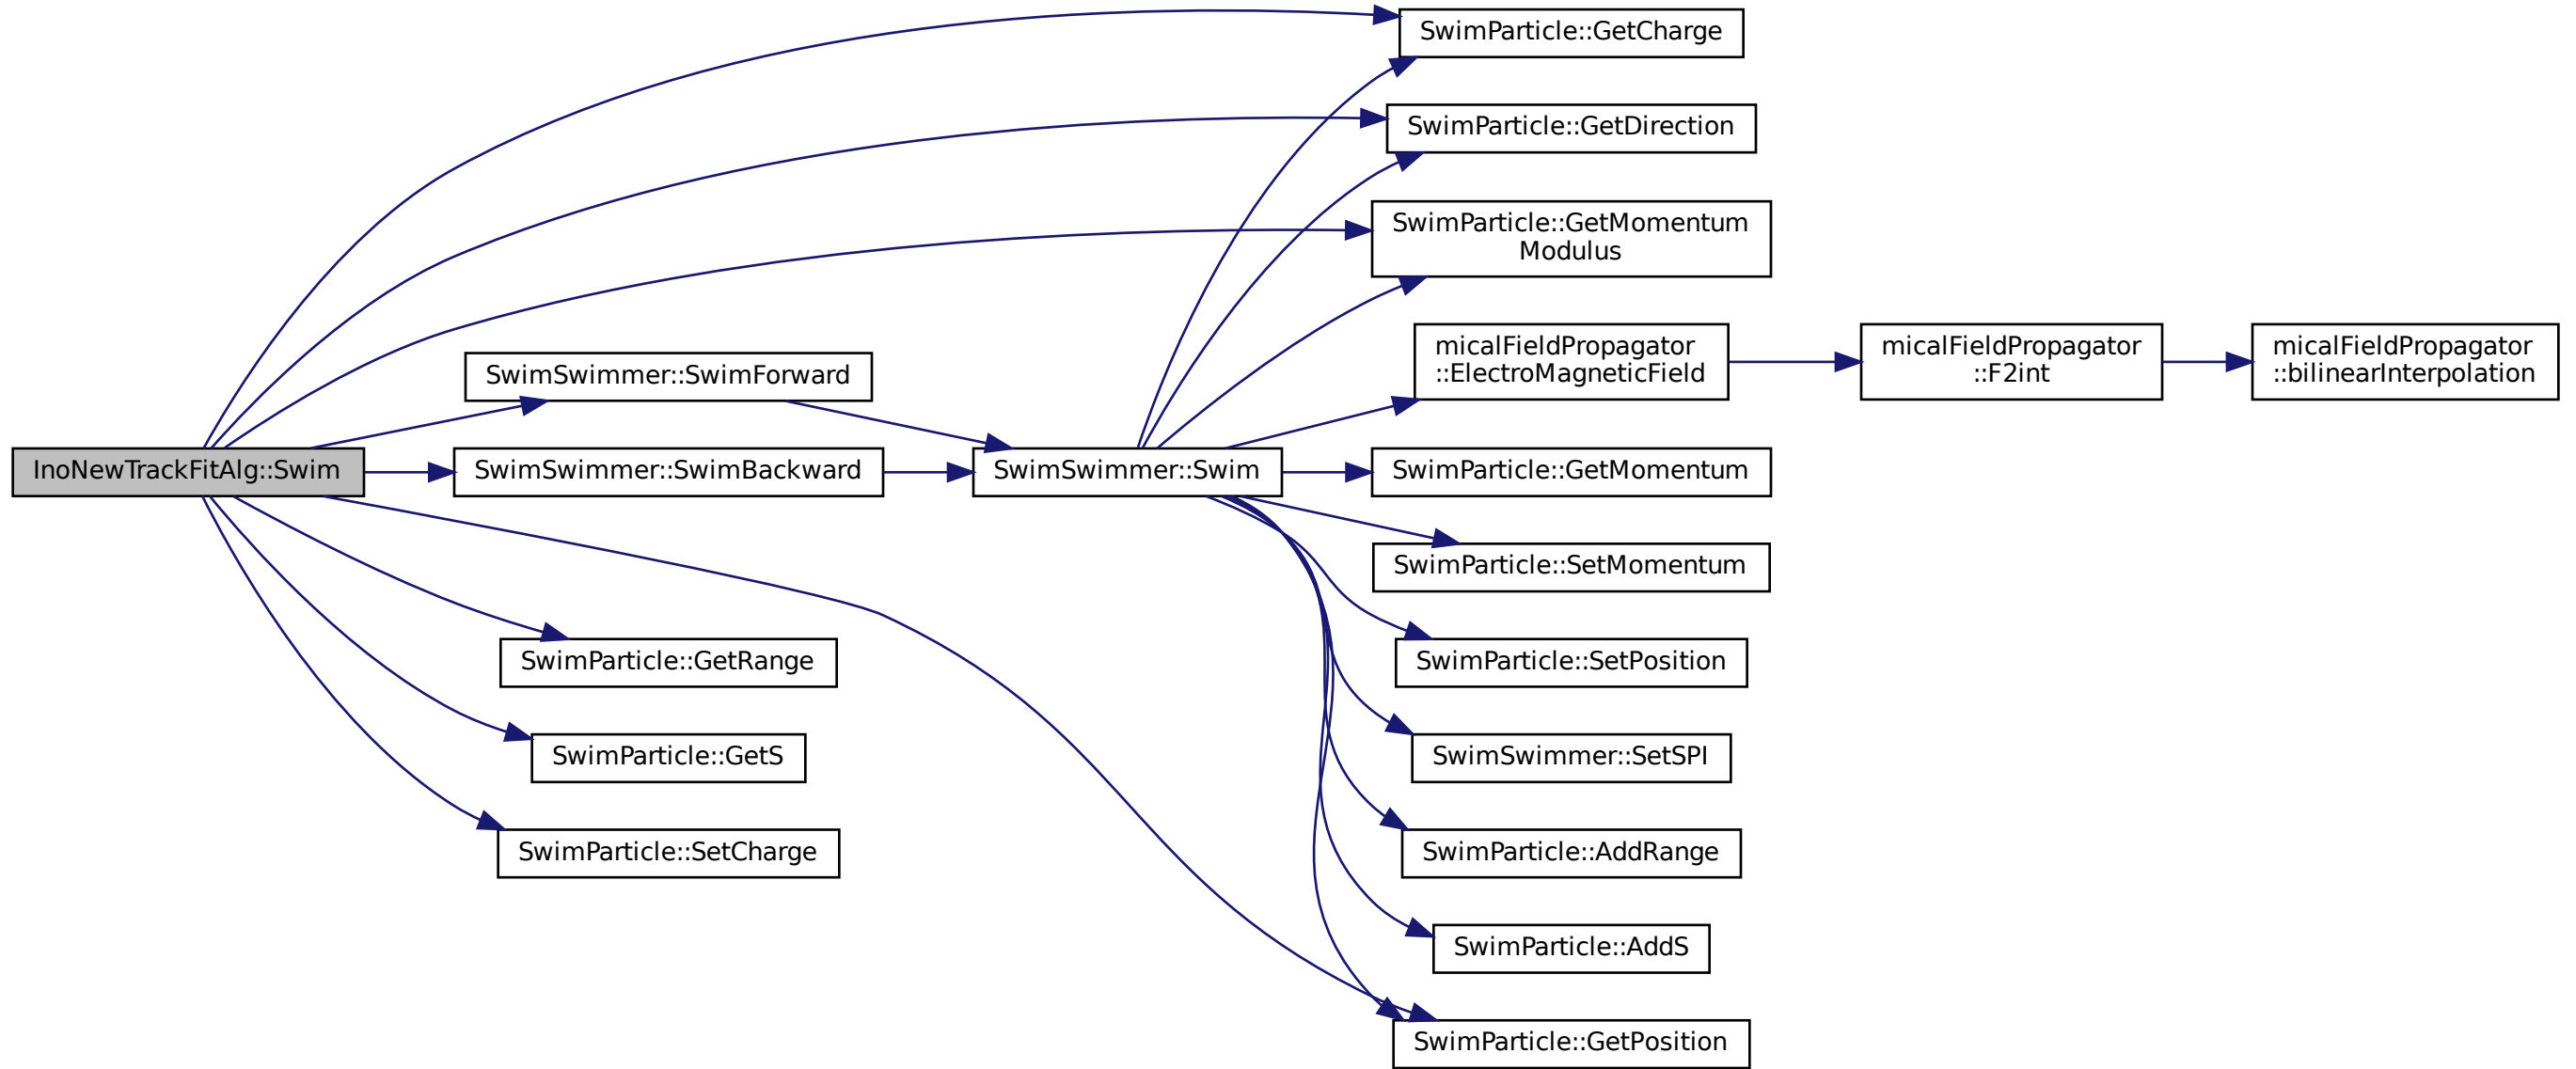 SwimParticle::GetCharge
SwimParticle::GetDirection
SwimParticle::GetMomentum
Modulus
micalFieldPropagator
::ElectroMagneticField
micalFieldPropagator
::F2int
micalFieldPropagator
::bilinearInterpolation
SwimSwimmer::SwimForward
InoNewTrackFitAlg::Swim
SwimSwimmer::SwimBackward
SwimSwimmer::Swim
SwimParticle::GetMomentum
SwimParticle::SetMomentum
SwimParticle::GetRange
SwimParticle::SetPosition
SwimParticle::GetS
SwimSwimmer::SetSPI
SwimParticle::SetCharge
SwimParticle::AddRange
SwimParticle::AddS
SwimParticle::GetPosition